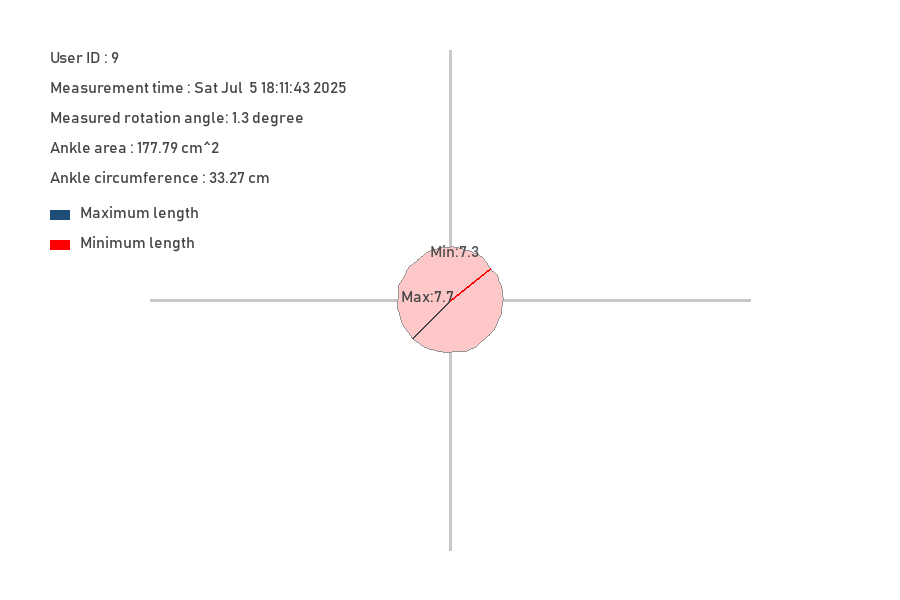 User ID : 9
Measurement time : Sat Jul  5 18:11:43 2025
Measured rotation angle: 1.3 degree
Ankle area : 177.79 cm^2
Ankle circumference : 33.27 cm
Maximum length
Minimum length
Min:7.3
Max:7.7